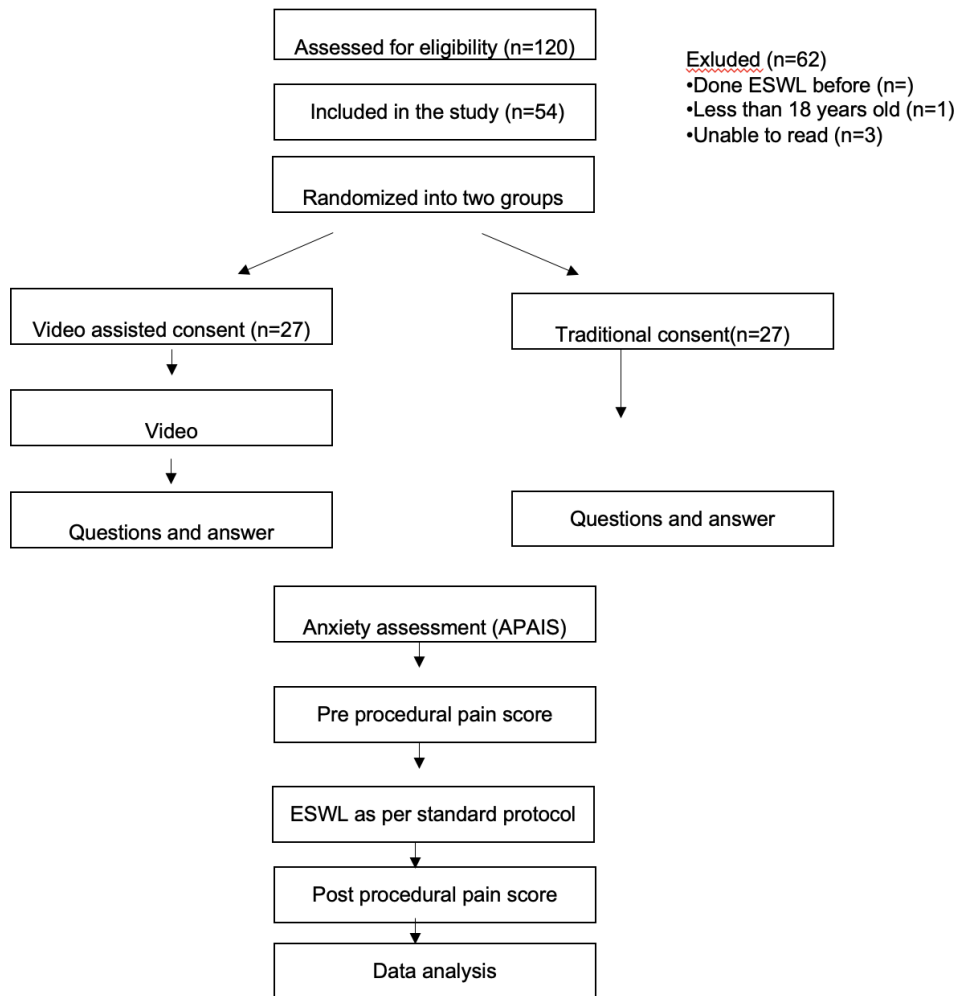 Assessed for eligibility (n=120)
Exluded (n=62)
•Done ESWL before (n=)
•Less than 18 years old (n=1)
•Unable to read (n=3)
Included in the study (n=54)
Randomized into two groups
Video assisted consent (n=27)
Traditional consent(n=27)
Video
Questions and answer
Questions and answer
Anxiety assessment (APAIS)
Pre procedural pain score
ESWL as per standard protocol
Post procedural pain score
Data analysis